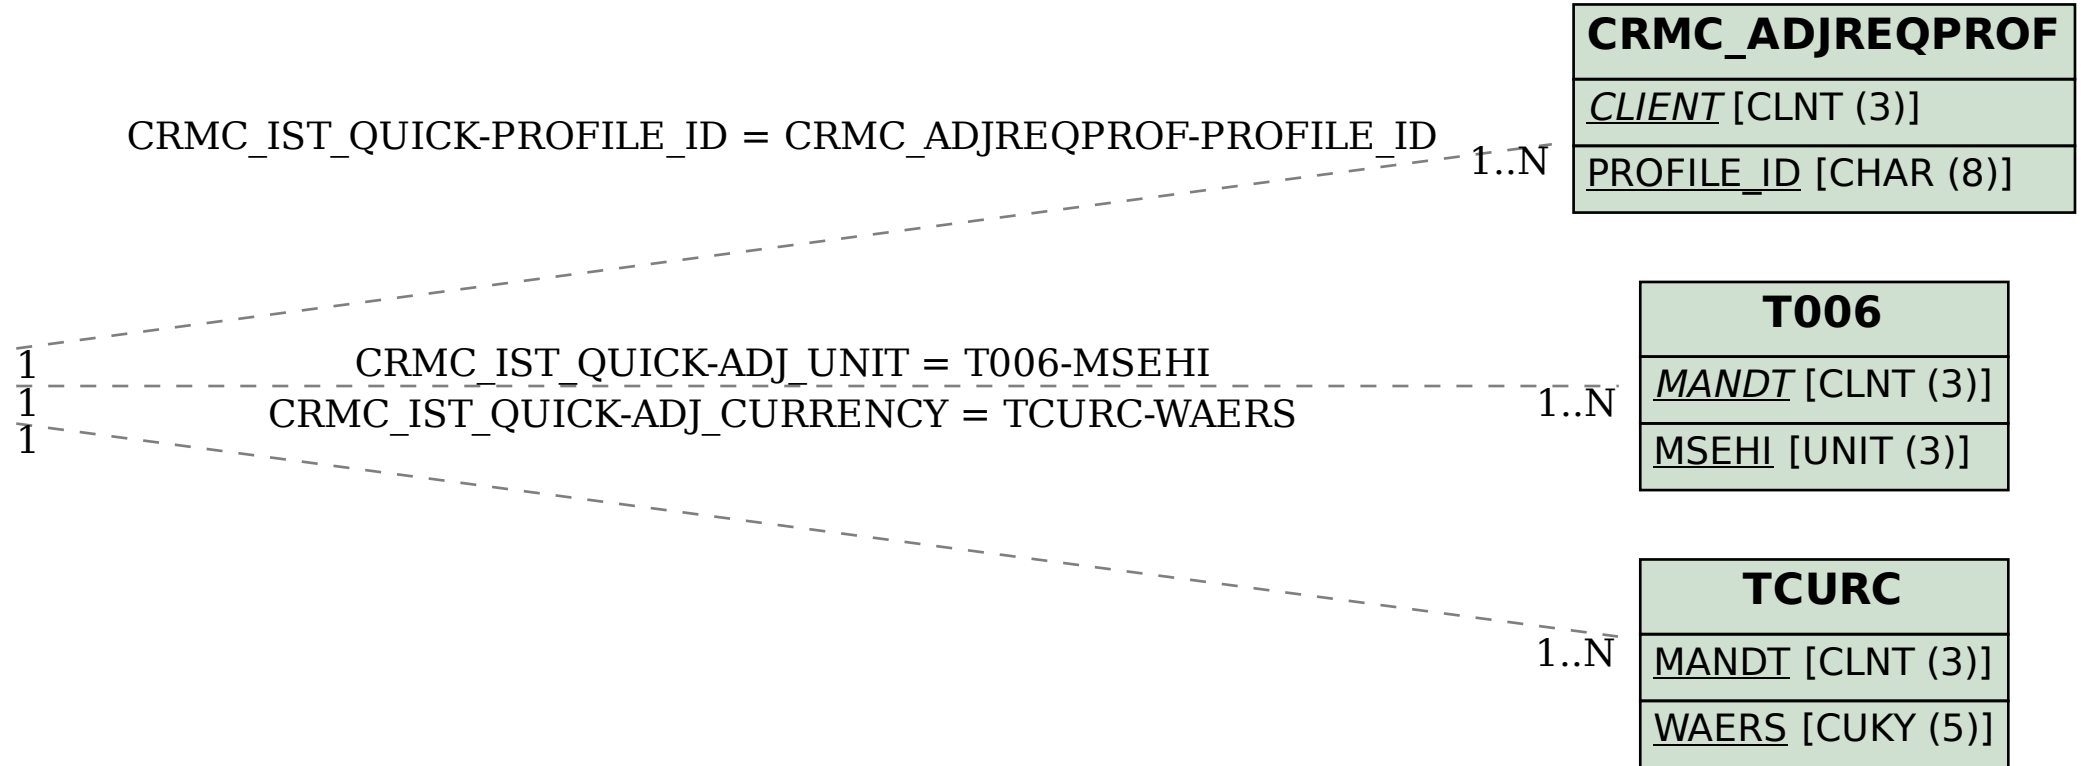 CRMC_ADJREQPROF
CLIENT [CLNT (3)]
CRMC_IST_QUICK-PROFILE_ID = CRMC_ADJREQPROF-PROFILE_ID
1..N
PROFILE_ID [CHAR (8)]
T006
1
CRMC_IST_QUICK-ADJ_UNIT = T006-MSEHI
MANDT [CLNT (3)]
1
1..N
CRMC_IST_QUICK-ADJ_CURRENCY = TCURC-WAERS
1
MSEHI [UNIT (3)]
TCURC
1..N
MANDT [CLNT (3)]
WAERS [CUKY (5)]